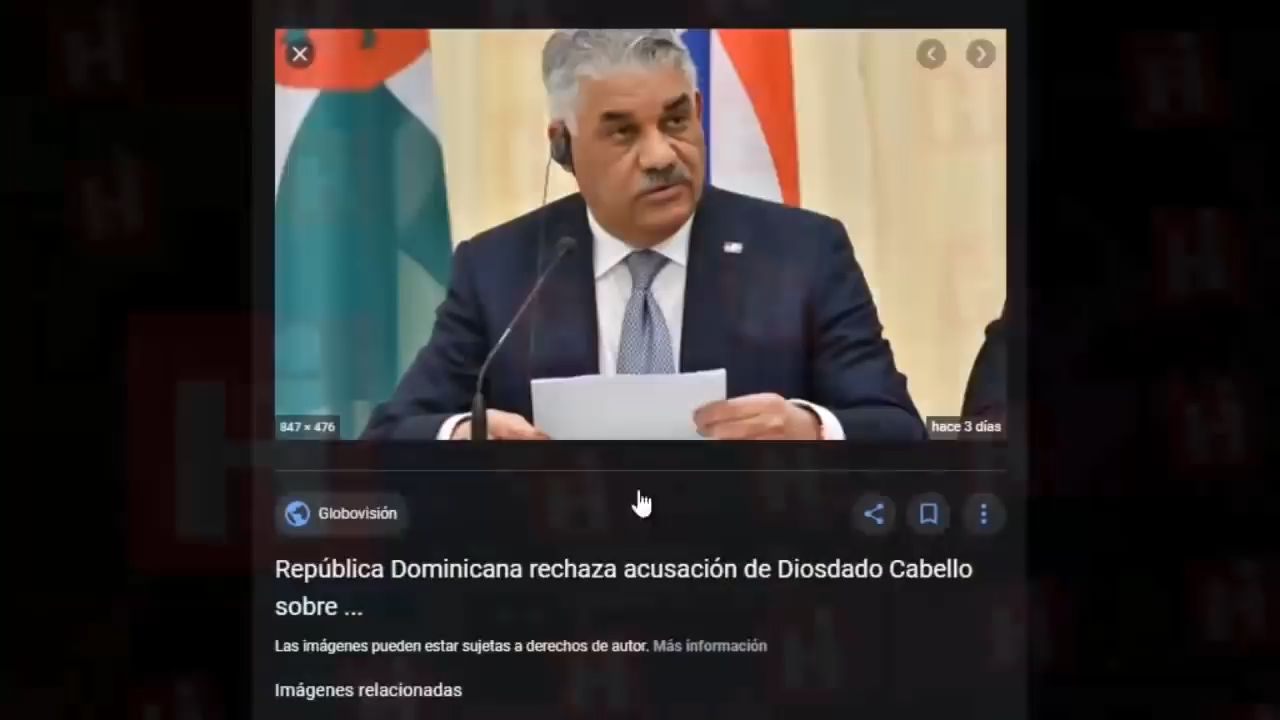 847 × 476
hace 3 días
Globovisión
República Dominicana rechaza acusación de Diosdado Cabello
sobre ...
Las imágenes pueden estar sujetas a derechos de autor. Más información
Imágenes relacionadas